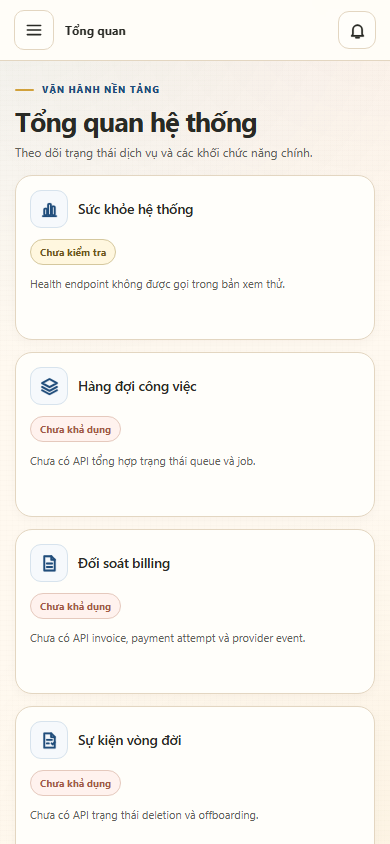 Tổng quan
VẬN HÀNH NỀN TẢNG
Tổng quan hệ thống
Theo dõi trạng thái dịch vụ và các khối chức năng chính.
Sức khỏe hệ thống
Chưa kiểm tra
Health endpoint không được gọi trong bản xem thử.
Hàng đợi công việc
Chưa khả dụng
Chưa có API tổng hợp trạng thái queue và job.
Đối soát billing
Chưa khả dụng
Chưa có API invoice, payment attempt và provider event.
Sự kiện vòng đời
Chưa khả dụng
Chưa có API trạng thái deletion và offboarding.